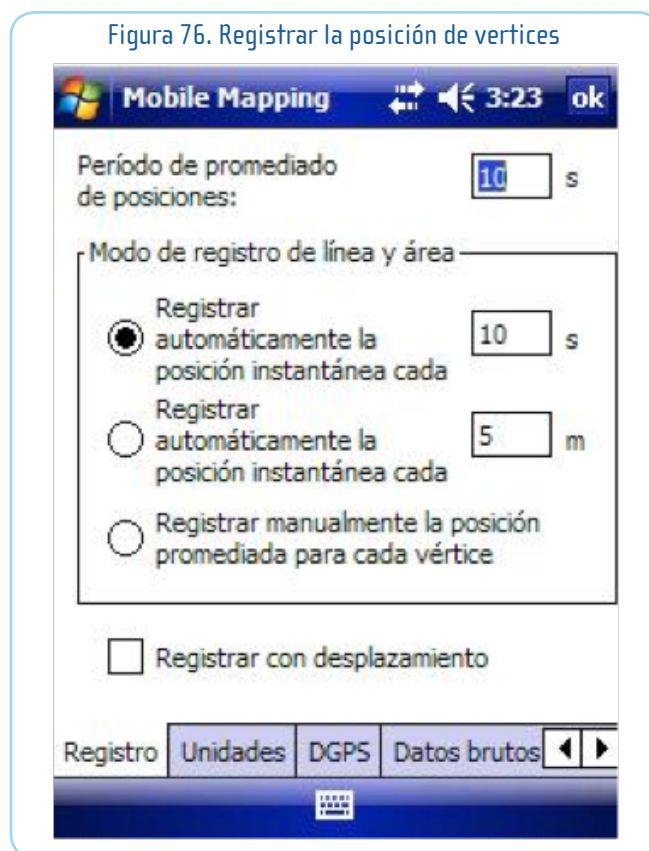 Figura 76. Registrar la posición de vertices
Mobile Mapping 3:23 ok
Período de promediado
de posiciones:
10 s
Modo de registro de línea y área
Registrar
automáticamente la
posición instantánea cada
10 s
Registrar
automáticamente la
posición instantánea cada
5 m
Registrar manualmente la posición
promediada para cada vértice
Registrar con desplazamiento
Registro Unidades DGPS Datos brutos